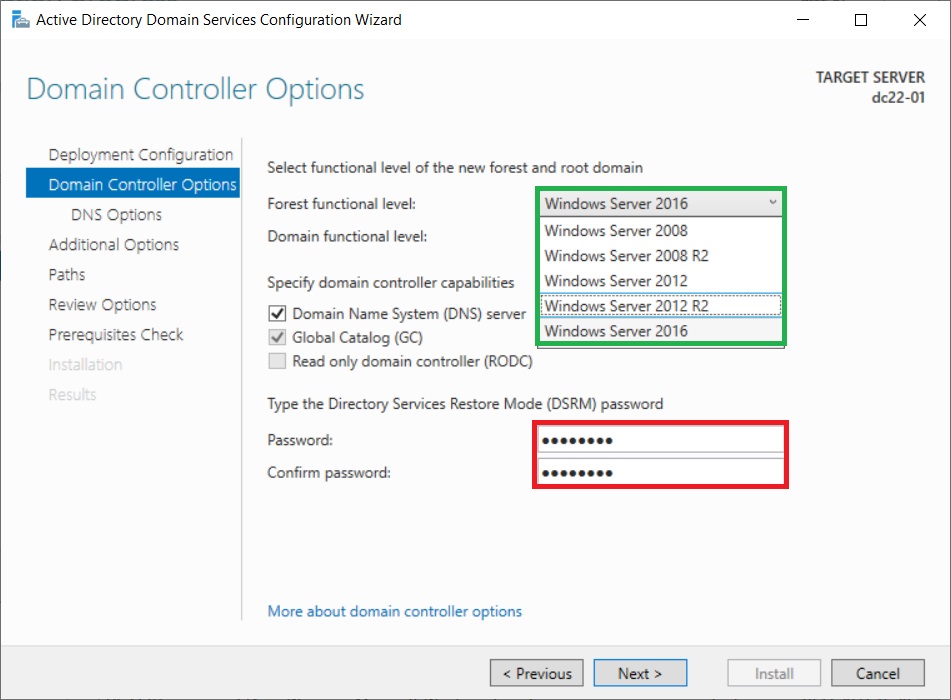 Active Directory Domain Services Configuration Wizard
Domain Controller Options
TARGET SERVER
dc22-01
Deployment Configuration
Domain Controller Options
DNS Options
Additional Options
Paths
Review Options
Prerequisites Check
Installation
Results
Select functional level of the new forest and root domain
Forest functional level:
Windows Server 2016
Windows Server 2008
Windows Server 2008 R2
Windows Server 2012
Windows Server 2012 R2
Windows Server 2016
Domain functional level:
Specify domain controller capabilities
Domain Name System (DNS) server
Global Catalog (GC)
Read only domain controller (RODC)
Type the Directory Services Restore Mode (DSRM) password
Password: ●●●●●●●●
Confirm password: ●●●●●●●●
More about domain controller options
< Previous
Next >
Install
Cancel